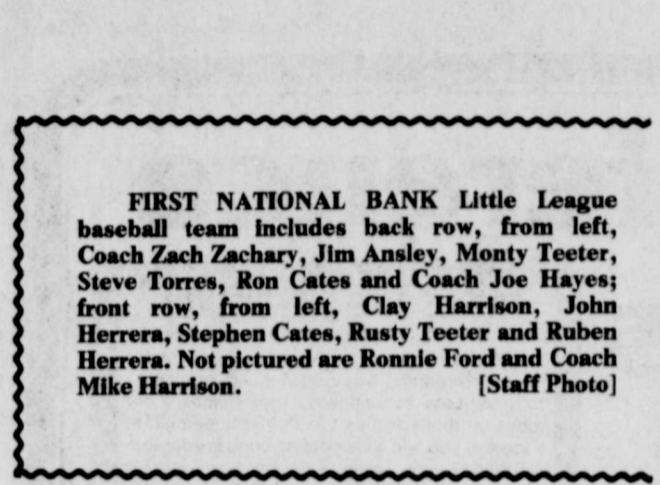 FIRST NATIONAL BANK Little League
baseball team includes back row, from left,
Coach Zach Zachary, Jim Ansley, Monty Teeter,
Steve Torres, Ron Cates and Coach Joe Hayes;
front row, from left, Clay Harrison, John
Herrera, Stephen Cates, Rusty Teeter and Ruben
Herrera. Not pictured are Ronnie Ford and Coach
Mike Harrison. [Staff Photo]